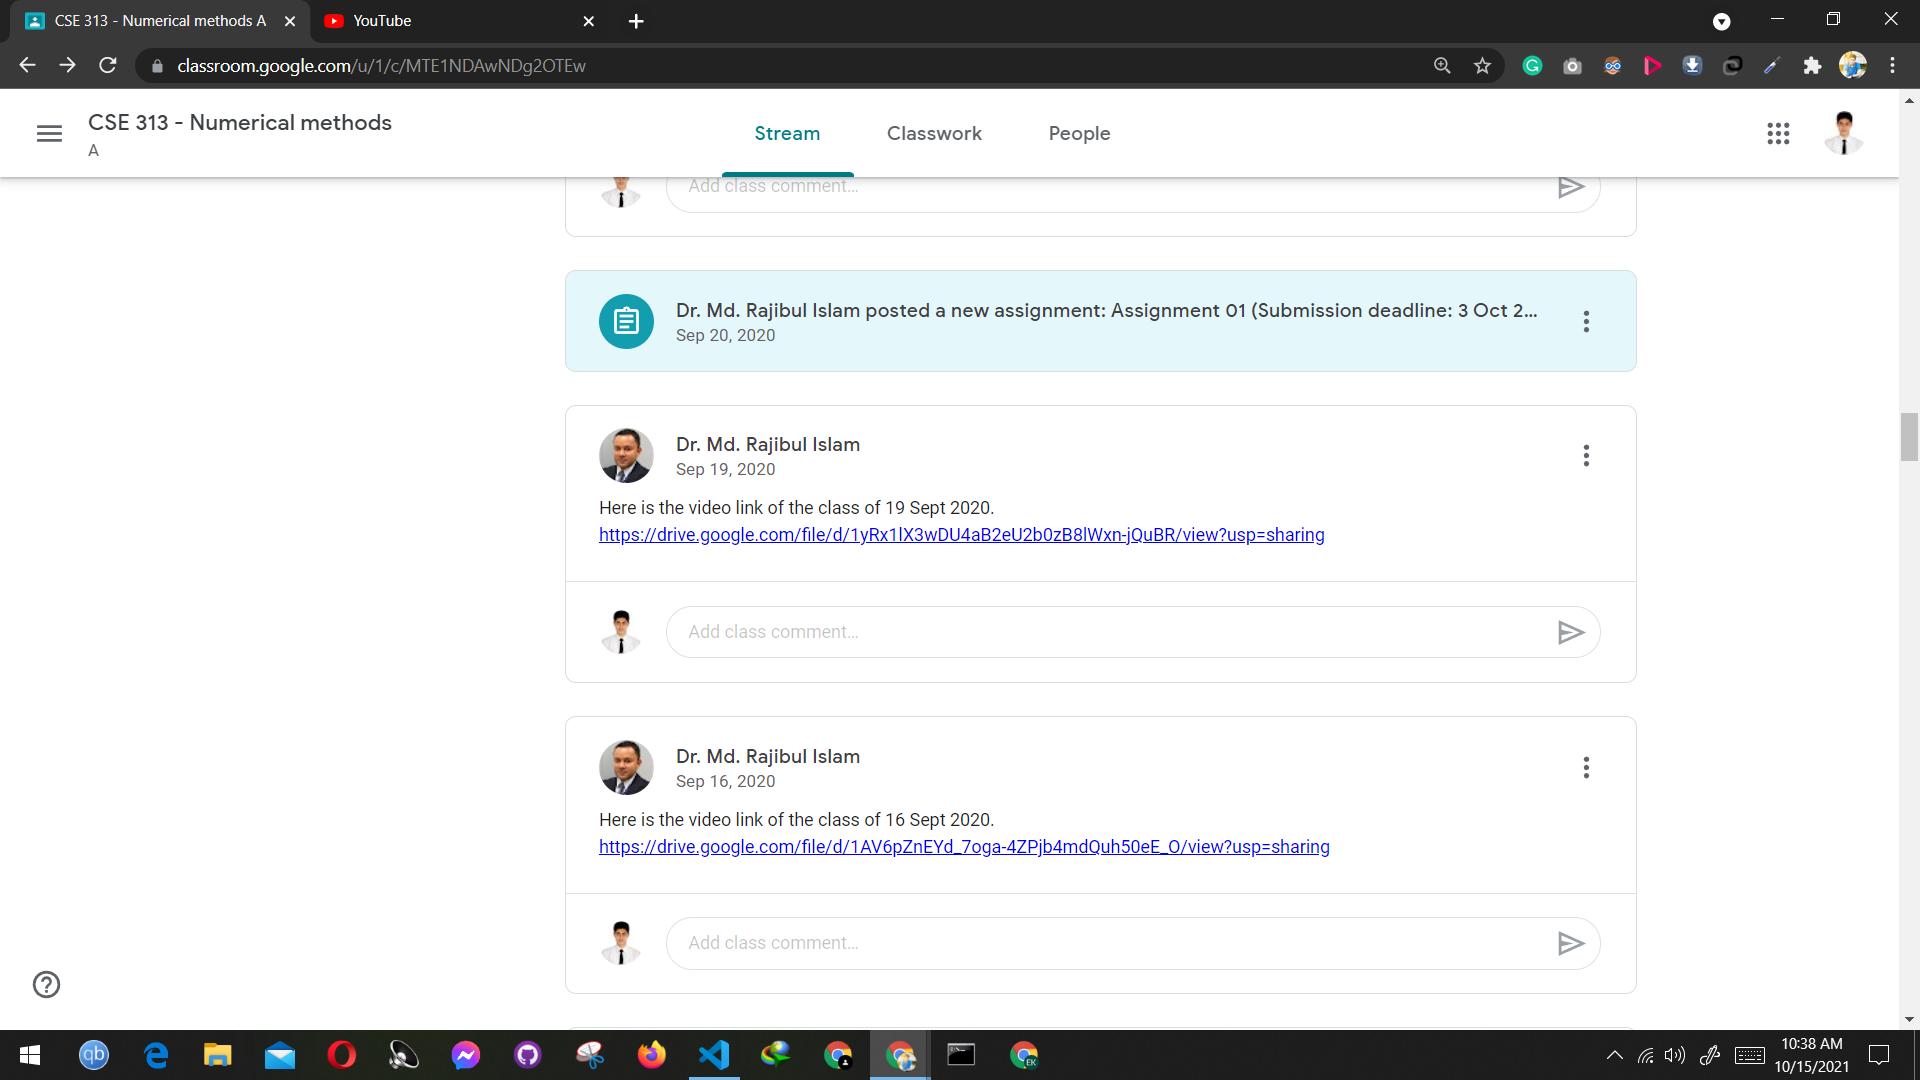 CSE 313 - Numerical methods A
YouTube
classroom.google.com/u/1/c/MTE1NDAwNDg2OTEw
CSE 313 - Numerical methods
A
Stream
Classwork
People
Add class comment...
Dr. Md. Rajibul Islam posted a new assignment: Assignment 01 (Submission deadline: 3 Oct 2...
Sep 20, 2020
Dr. Md. Rajibul Islam
Sep 19, 2020
Here is the video link of the class of 19 Sept 2020.
https://drive.google.com/file/d/1yRx1lX3wDU4aB2eU2b0zB8lWxn-jQuBR/view?usp=sharing
Add class comment...
Dr. Md. Rajibul Islam
Sep 16, 2020
Here is the video link of the class of 16 Sept 2020.
https://drive.google.com/file/d/1AV6pZnEYd_7oga-4ZPjb4mdQuh50eE_O/view?usp=sharing
Add class comment...
qb
EK
10:38 AM
10/15/2021